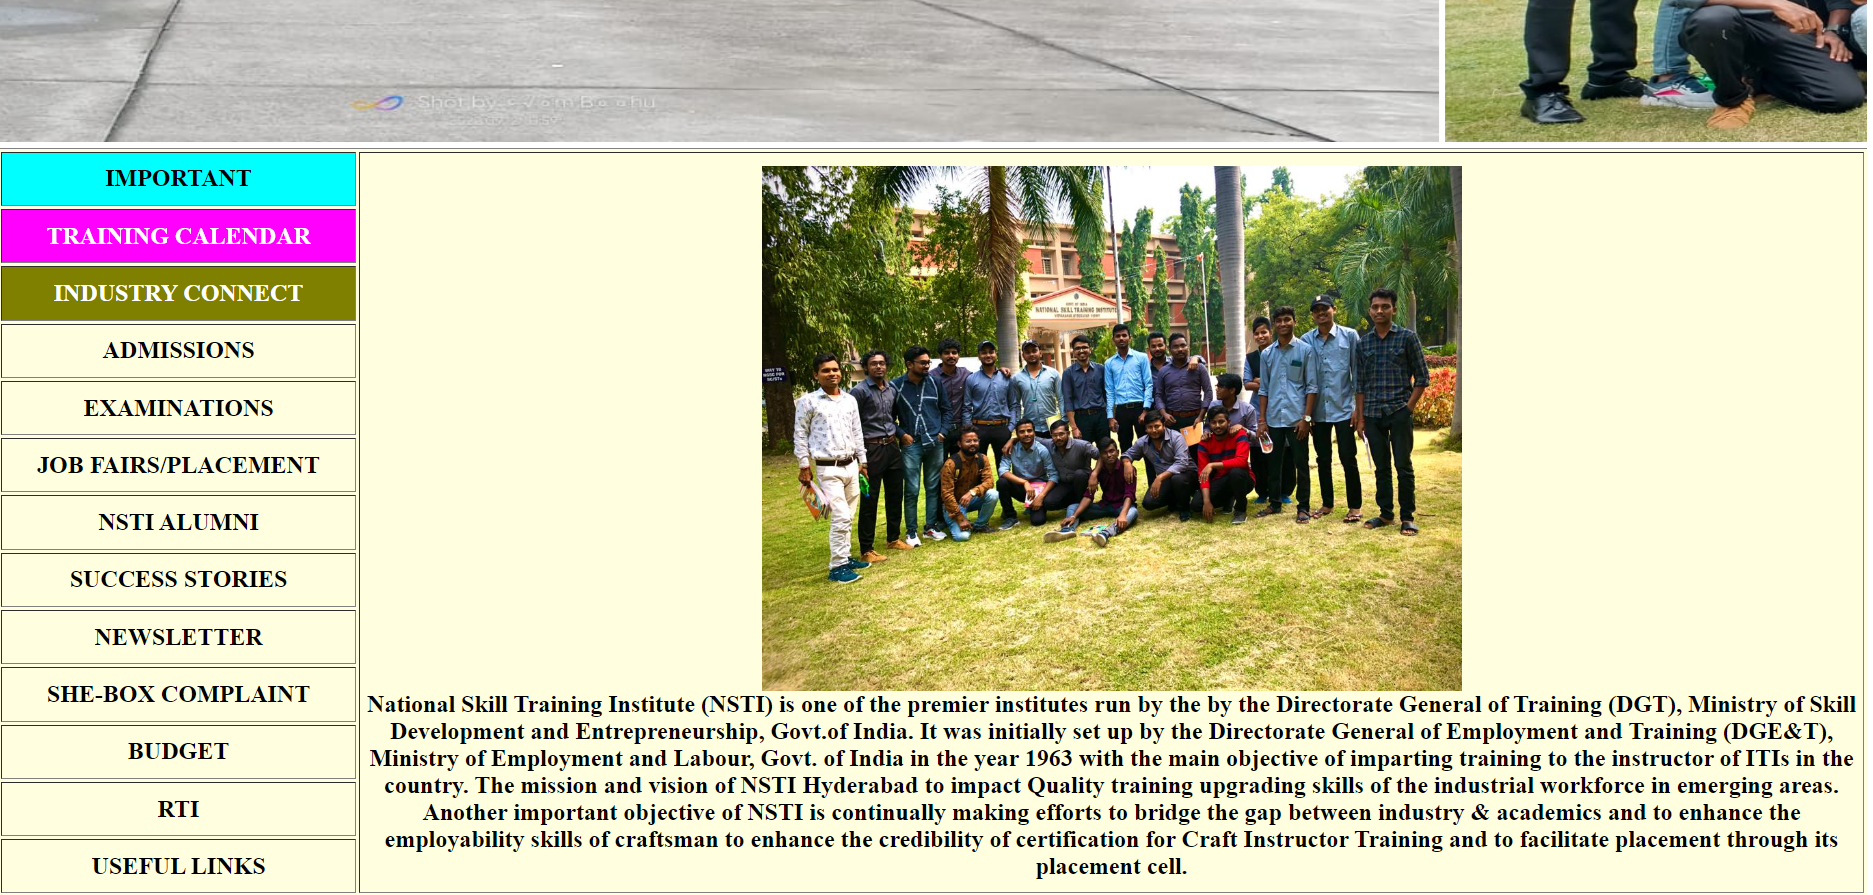 Shot by
IMPORTANT
TRAINING CALENDAR
INDUSTRY CONNECT
ADMISSIONS
EXAMINATIONS
JOB FAIRS/PLACEMENT
NSTI ALUMNI
SUCCESS STORIES
NEWSLETTER
SHE-BOX COMPLAINT
BUDGET
RTI
USEFUL LINKS
GOVT OF INDIA
NATIONAL SKILL TRAINING INSTITUTE
National Skill Training Institute (NSTI) is one of the premier institutes run by the by the Directorate General of Training (DGT), Ministry of Skill
Development and Entrepreneurship, Govt.of India. It was initially set up by the Directorate General of Employment and Training (DGE&T),
Ministry of Employment and Labour, Govt. of India in the year 1963 with the main objective of imparting training to the instructor of ITIs in the
country. The mission and vision of NSTI Hyderabad to impact Quality training upgrading skills of the industrial workforce in emerging areas.
Another important objective of NSTI is continually making efforts to bridge the gap between industry & academics and to enhance the
employability skills of craftsman to enhance the credibility of certification for Craft Instructor Training and to facilitate placement through its
placement cell.